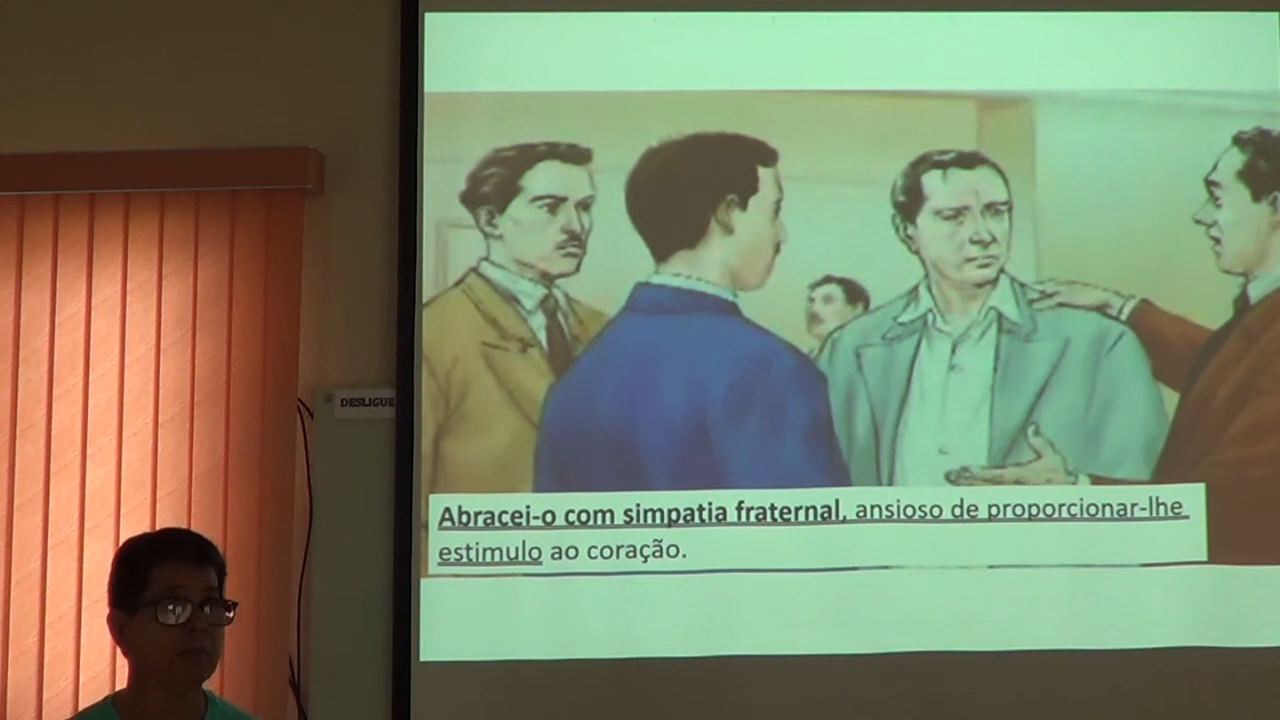 DESLIGUE
Abracei-o com simpatia fraternal, ansioso de proporcionar-lhe
estimulo ao coração.